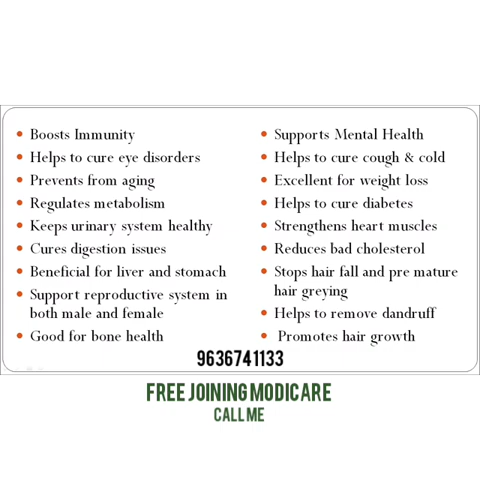 Boosts Immunity
Helps to cure eye disorders
Prevents from aging
Regulates metabolism
Keeps urinary system healthy
Cures digestion issues
Beneficial for liver and stomach
Support reproductive system in
both male and female
Good for bone health
Supports Mental Health
Helps to cure cough & cold
Excellent for weight loss
Helps to cure diabetes
Strengthens heart muscles
Reduces bad cholesterol
Stops hair fall and pre mature
hair greying
Helps to remove dandruff
Promotes hair growth
9636741133
FREE JOINING MODICARE
CALL ME